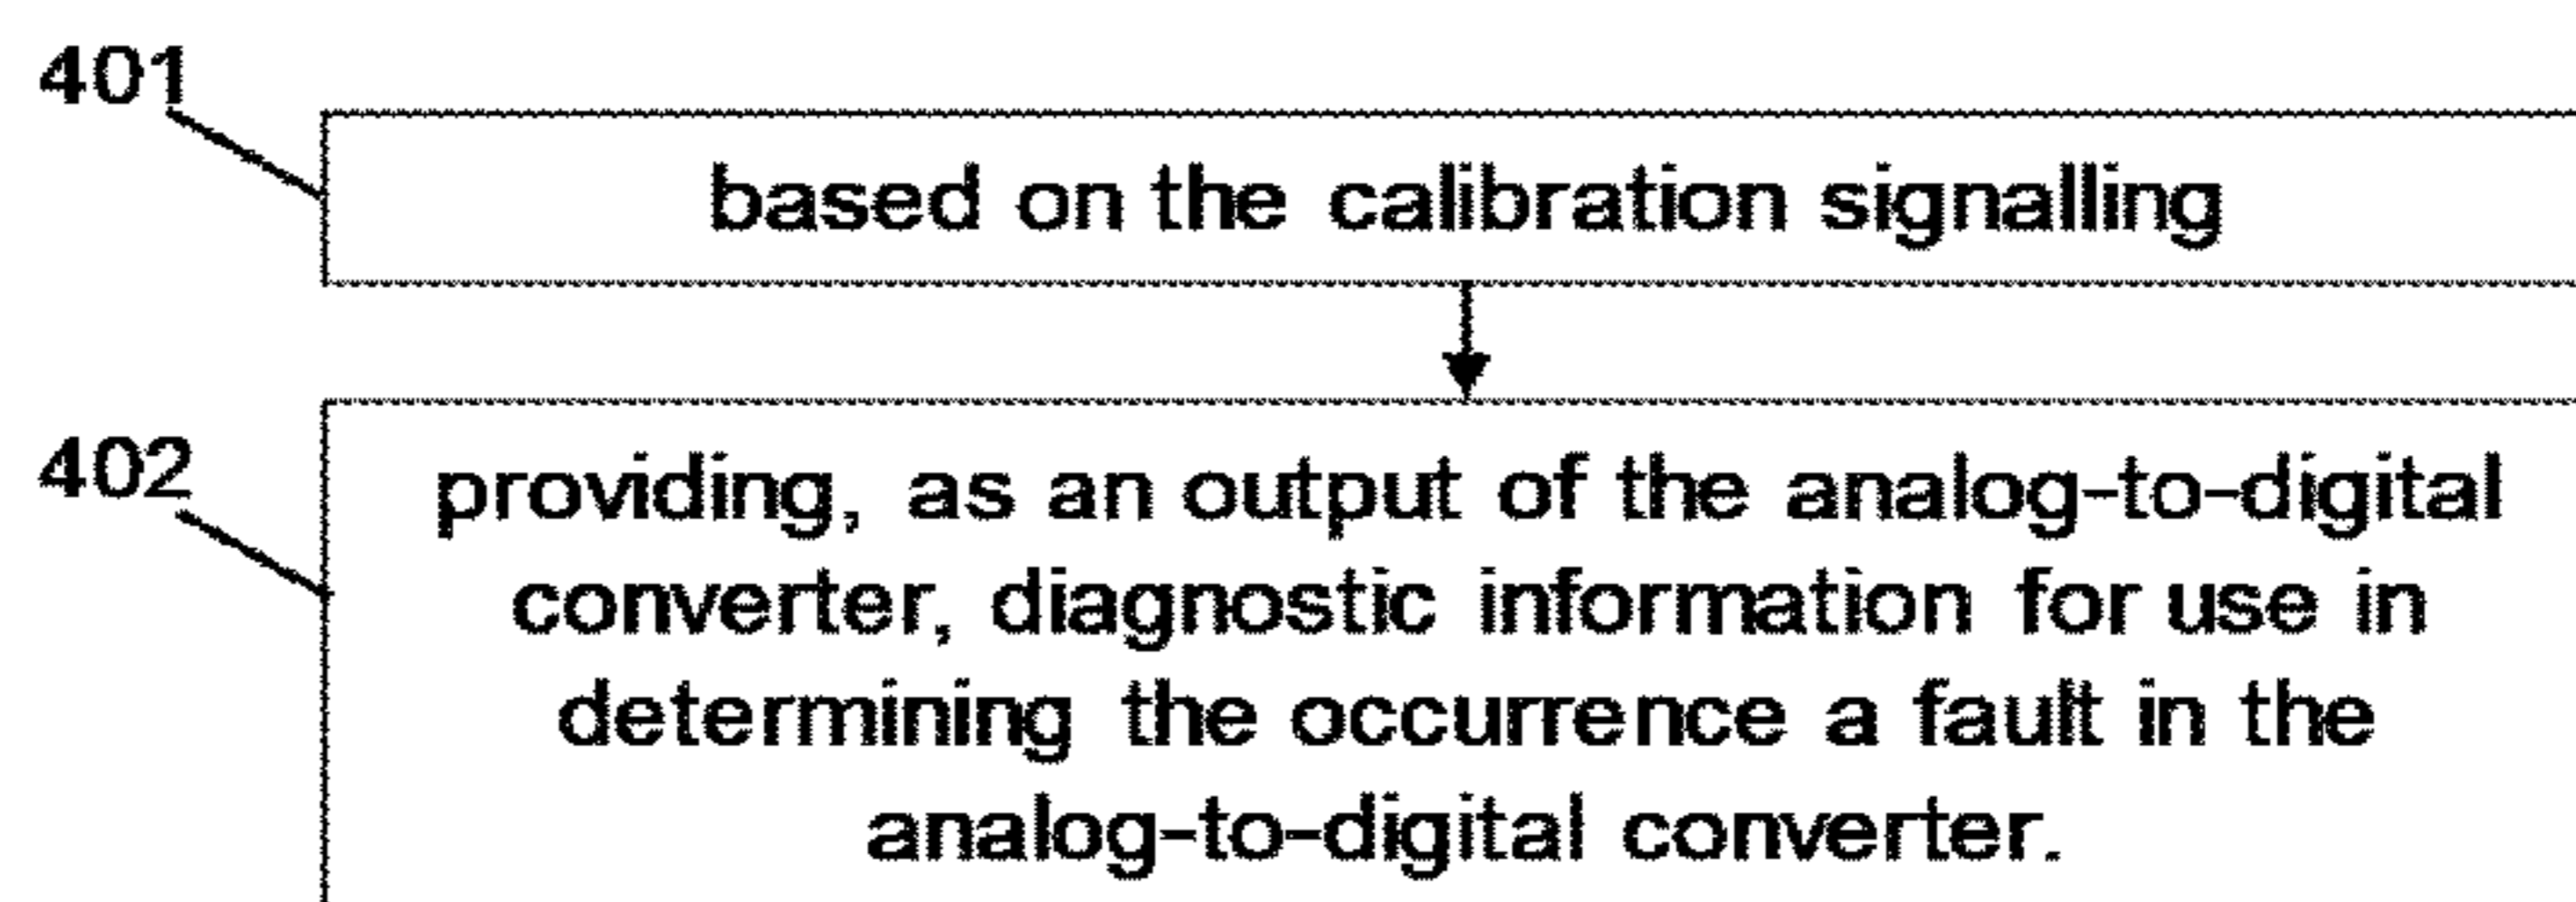 401
based on the calibration signalling
402
providing, as an output of the analog-to-digital
converter, diagnostic information for use in
determining the occurrence a fault in the
analog-to-digital converter.